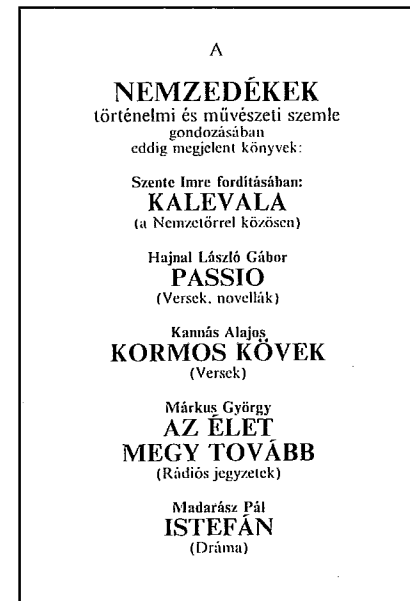 A
NEMZEDÉKEK
történelmi és művészeti szemle
gondozásában
eddig megjelent könyvek:
Szente Imre fordításában:
KALEVALA
(a Nemzetőrrel közösen)
Hajnal László Gábor
PASSIO
(Versek, novellák)
Kannás Alajos
KORMOS KÖVEK
(Versek)
Márkus György
AZ ÉLET
MEGY TOVÁBB
(Rádiós jegyzetek)
Madarász Pál
ISTEFÁN
(Dráma)